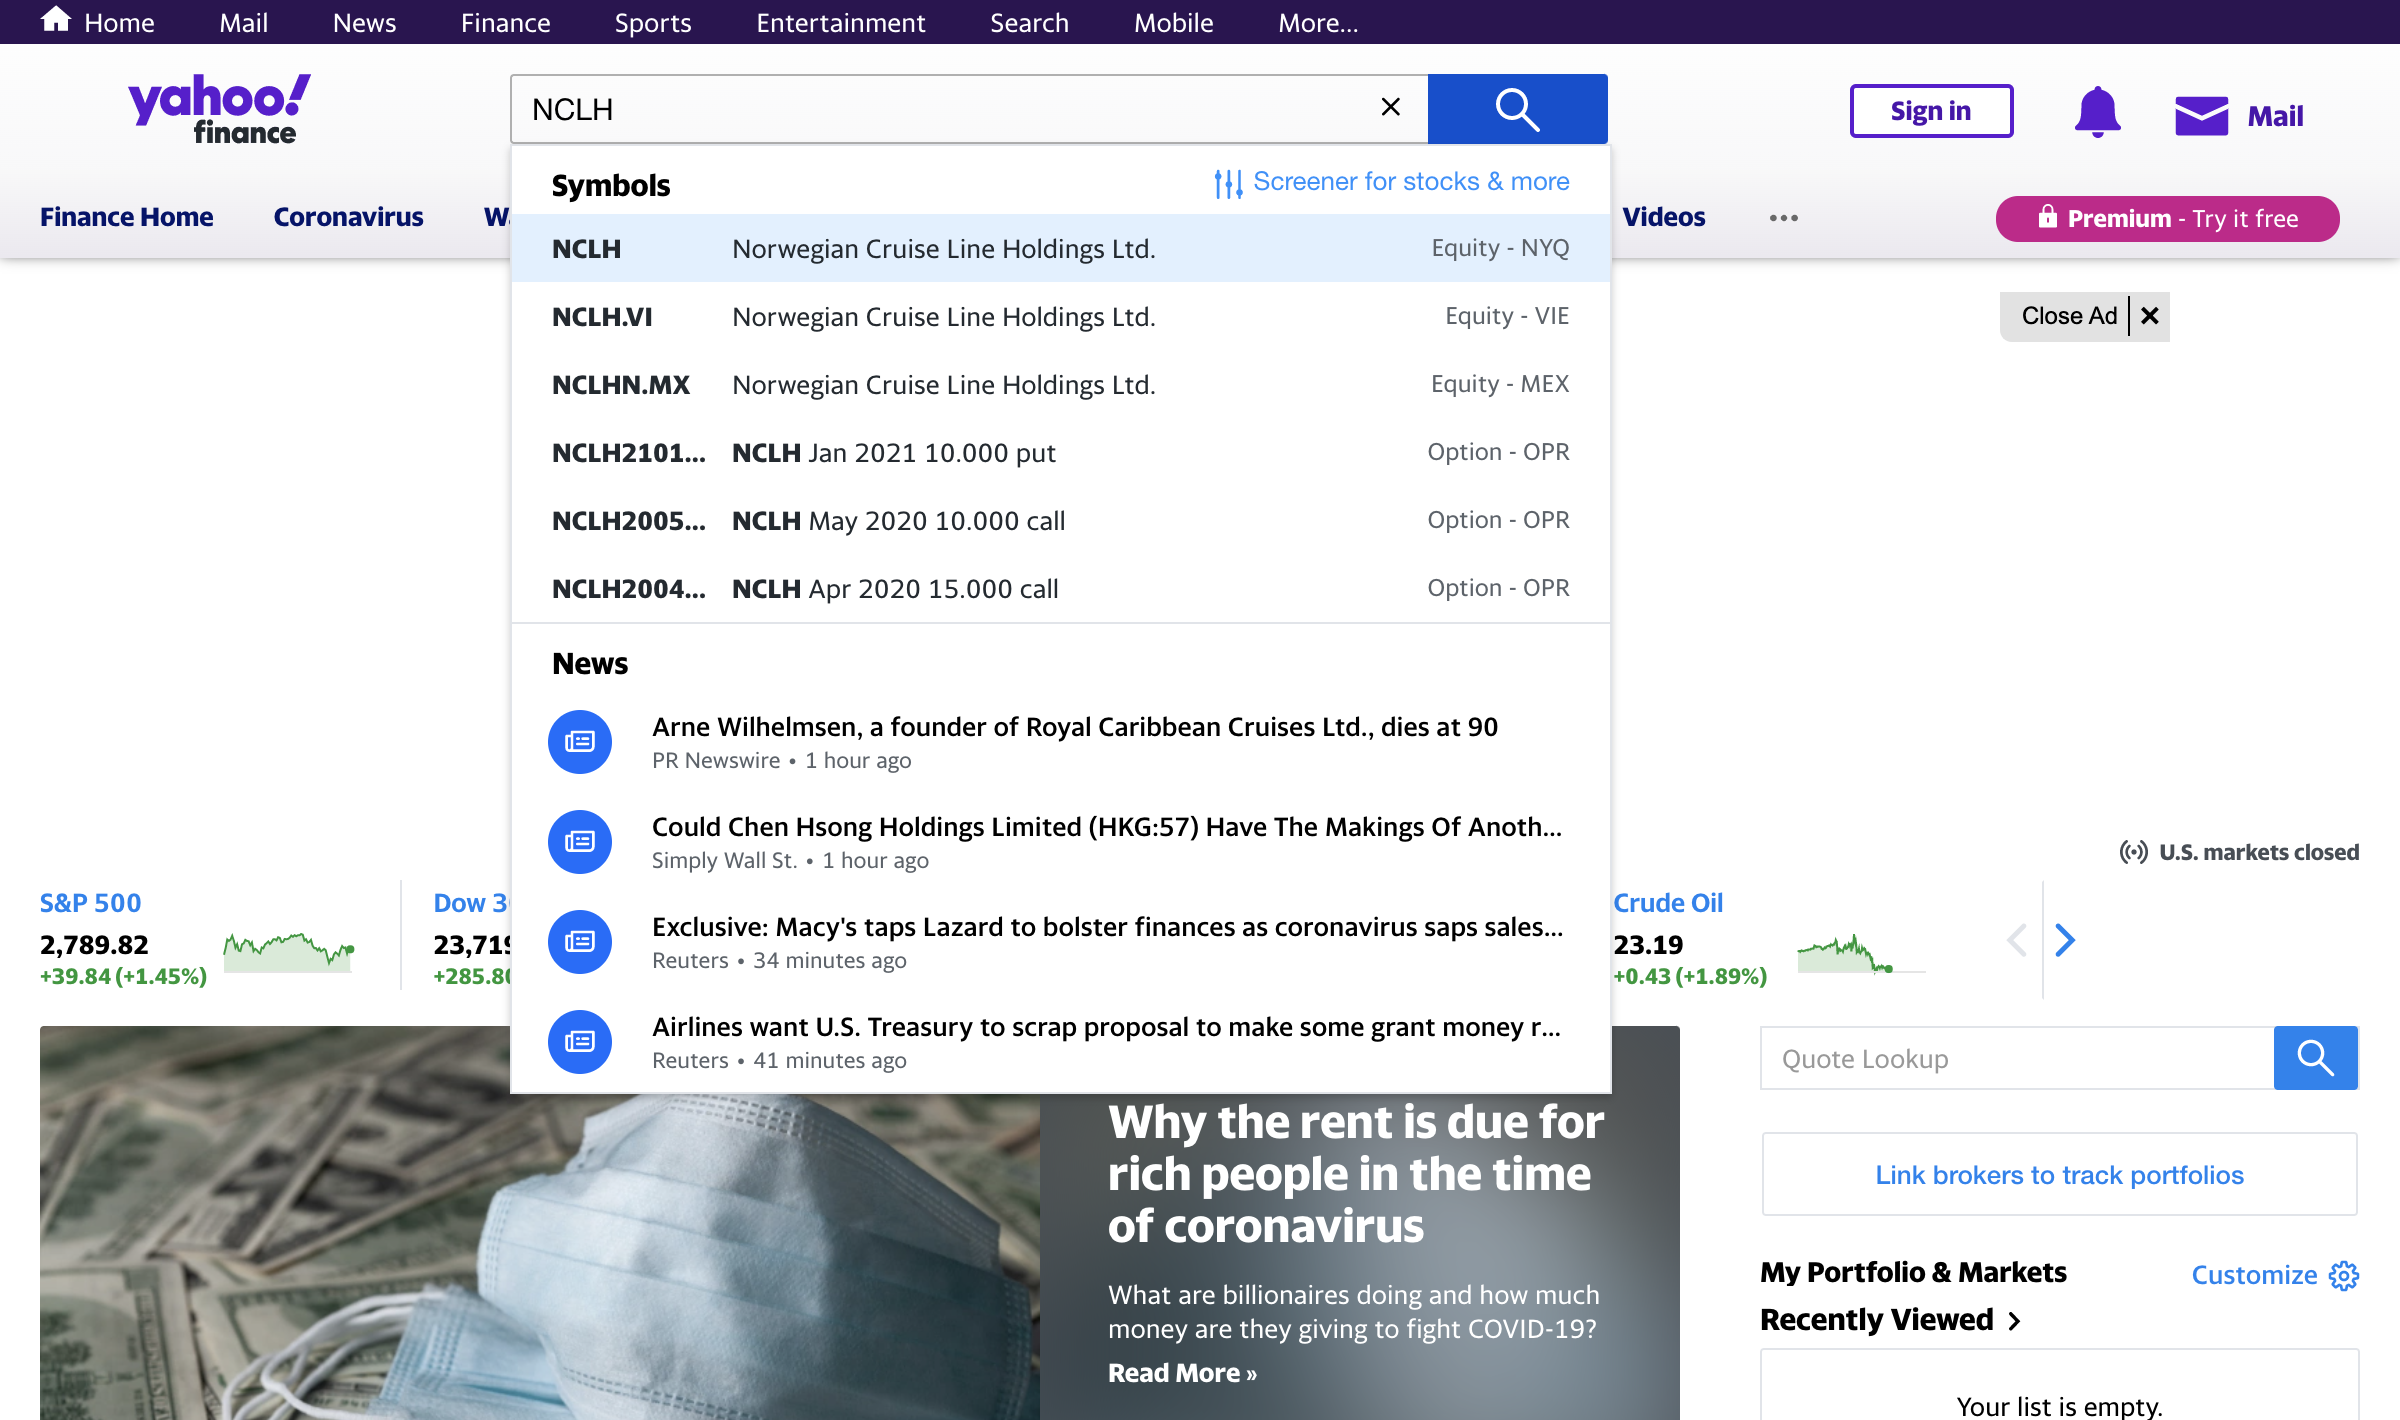 Home Mail News Finance Sports Entertainment Search Mobile More...
yahoo!
finance
NCLH
Sign in
Mail
Finance Home Coronavirus W
Videos
Premium - Try it free
Symbols
Screener for stocks & more
NCLH Norwegian Cruise Line Holdings Ltd. Equity - NYQ
NCLH.VI Norwegian Cruise Line Holdings Ltd. Equity - VIE
NCLHN.MX Norwegian Cruise Line Holdings Ltd. Equity - MEX
NCLH2101... NCLH Jan 2021 10.000 put Option - OPR
NCLH2005... NCLH May 2020 10.000 call Option - OPR
NCLH2004... NCLH Apr 2020 15.000 call Option - OPR
Close Ad
News
Arne Wilhelmsen, a founder of Royal Caribbean Cruises Ltd., dies at 90
PR Newswire • 1 hour ago
Could Chen Hsong Holdings Limited (HKG:57) Have The Makings Of Anoth...
Simply Wall St. • 1 hour ago
Exclusive: Macy's taps Lazard to bolster finances as coronavirus saps sales...
Reuters • 34 minutes ago
Airlines want U.S. Treasury to scrap proposal to make some grant money r...
Reuters • 41 minutes ago
U.S. markets closed
S&P 500
2,789.82
+39.84 (+1.45%)
Dow 3
23,719
+285.80
Crude Oil
23.19
+0.43 (+1.89%)
Why the rent is due for
rich people in the time
of coronavirus
What are billionaires doing and how much
money are they giving to fight COVID-19?
Read More »
Quote Lookup
Link brokers to track portfolios
My Portfolio & Markets
Customize
Recently Viewed
Your list is empty.